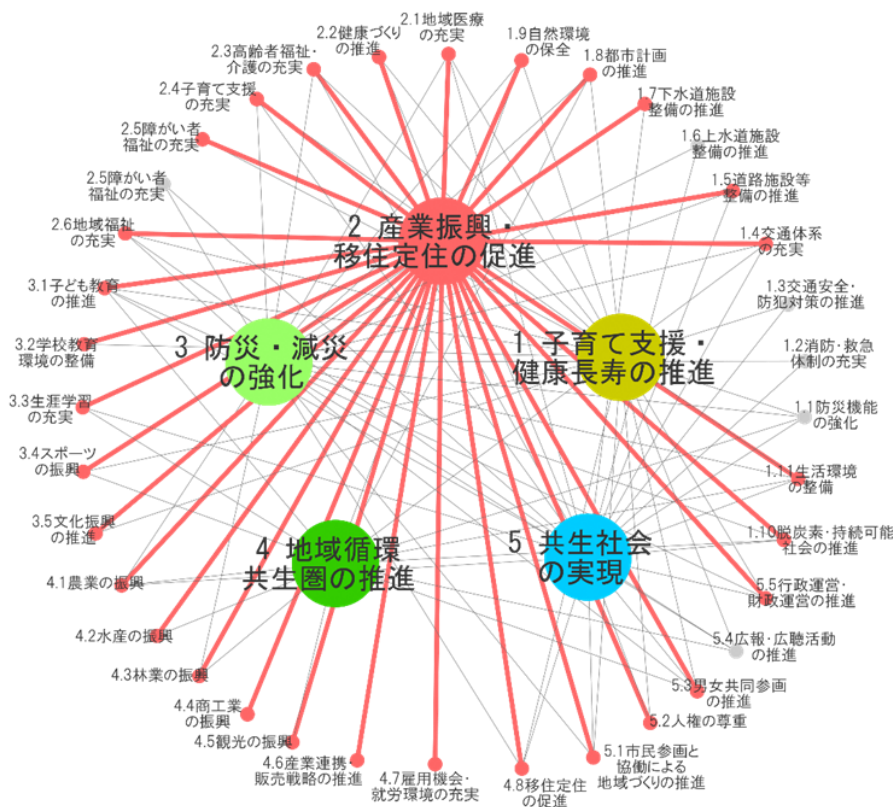 2.1地域医療
の充実
2.2健康づくり
の推進
2.3高齢者福祉・
介護の充実
2.4子育て支援
の充実
2.5障がい者
福祉の充実
2.5障がい者
福祉の充実
2.6地域福祉
の充実
3.1子ども教育
の推進
3.2学校教育
環境の整備
3.3生涯学習
の充実
3.4スポーツ
の振興
3.5文化振興
の推進
4.1農業の振興
4.2水産の振興
4.3林業の振興
4.4商工業
の振興
4.5観光の振興
4.6産業連携・
販売戦略の推進
4.7雇用機会・
就労環境の充実
4.8移住定住
の促進
5.1市民参画と
協働による
地域づくりの推進
5.2人権の尊重
5.3男女共同参画
の推進
5.4広報・広聴活動
の推進
5.5行政運営・
財政運営の推進
1.10脱炭素・持続可能
社会の推進
1.11生活環境
の整備
1.1防災機能
の強化
1.2消防・救急
体制の充実
1.3交通安全・
防犯対策の推進
1.4交通体系
の充実
1.5道路施設等
整備の推進
1.6上水道施設
整備の推進
1.7下水道施設
整備の推進
1.8都市計画
の推進
1.9自然環境
の保全
2 産業振興・
移住定住の促進
3 防災・減災
の強化
1 子育て支援・
健康長寿の推進
4 地域循環
共生圏の推進
5 共生社会
の実現